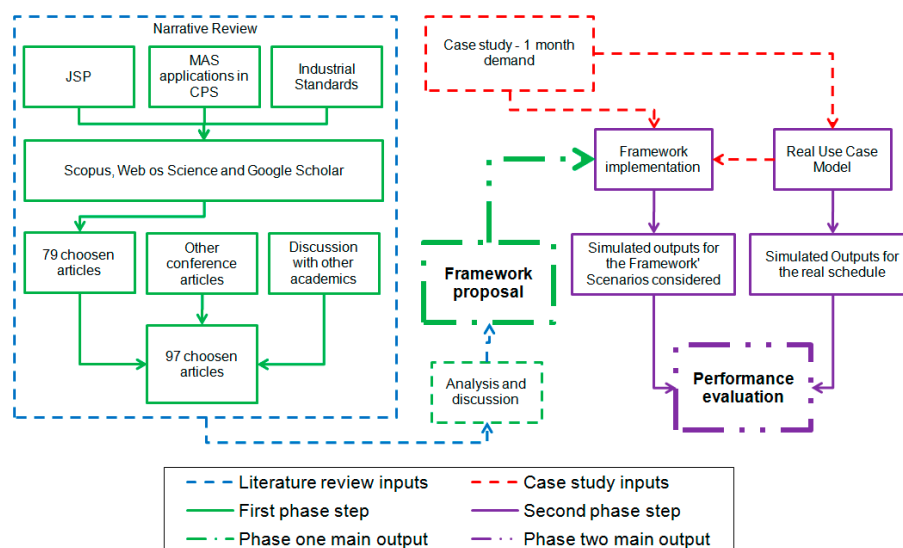 Narrative Review
JSP
MAS
applications in
CPS
Industrial
Standards
Scopus, Web os Science and Google Scholar
79 choosen
articles
Other
conference
articles
Discussion
with other
academics
97 choosen
articles
Case study - 1 month
demand
Framework
implementation
Real Use Case
Model
Framework
proposal
Simulated outputs for
the Framework'
Scenarios considered
Simulated Outputs for
the real schedule
Analysis and
discussion
Performance
evaluation
Literature review inputs
Case study inputs
First phase step
Second phase step
Phase one main output
Phase two main output